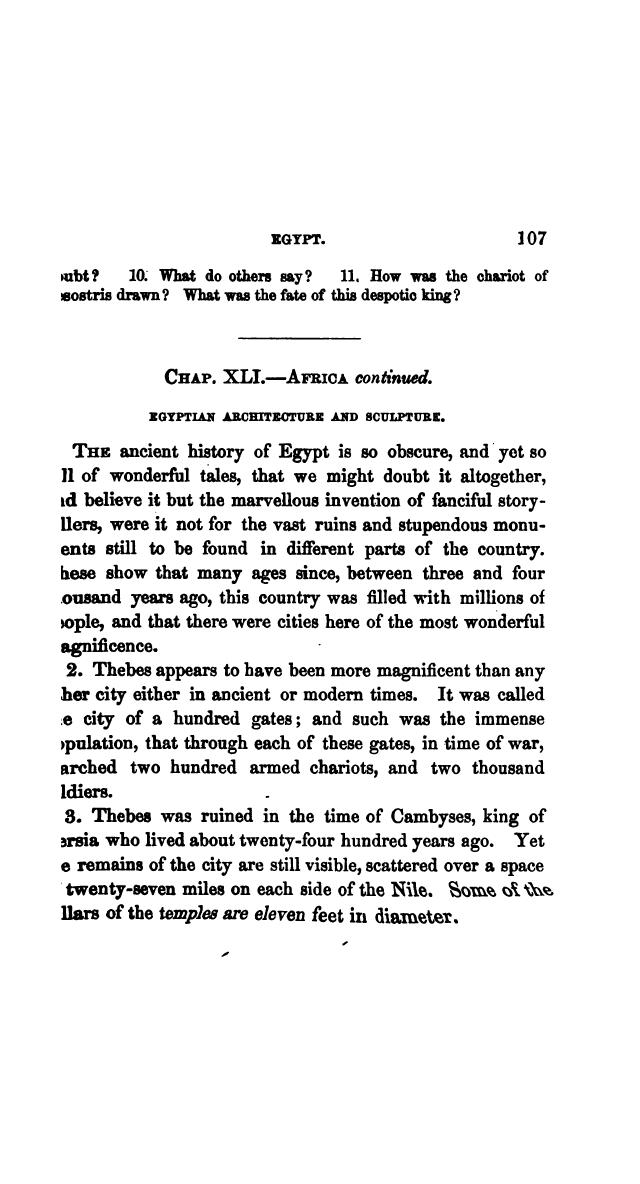 EGYPT. 107
ubt? 10. What do others say? 11. How was the chariot of
sostris drawn? What was the fate of this despotic king?
CHAP. XLI.—AFRICA continued.
EGYPTIAN ARCHITECTURE AND SCULPTURE.
THE ancient history of Egypt is so obscure, and yet so
ll of wonderful tales, that we might doubt it altogether,
d believe it but the marvellous invention of fanciful story-
llers, were it not for the vast ruins and stupendous monu-
ents still to be found in different parts of the country.
hese show that many ages since, between three and four
ousand years ago, this country was filled with millions of
ople, and that there were cities here of the most wonderful
agnificence.
2. Thebes appears to have been more magnificent than any
her city either in ancient or modern times. It was called
e city of a hundred gates; and such was the immense
pulation, that through each of these gates, in time of war,
arched two hundred armed chariots, and two thousand
ldiers.
3. Thebes was ruined in the time of Cambyses, king of
ersia who lived about twenty-four hundred years ago. Yet
e remains of the city are still visible, scattered over a space
twenty-seven miles on each side of the Nile. Some of the
llars of the temples are eleven feet in diameter.